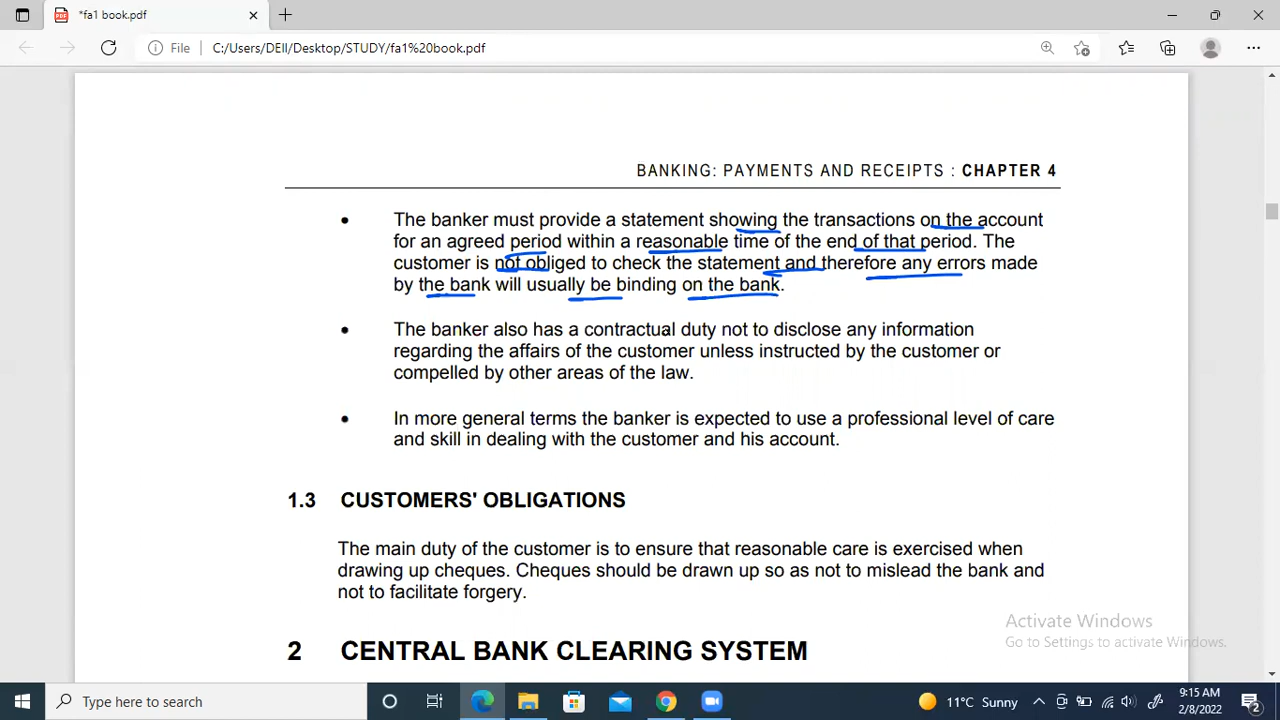 *fa1 book.pdf
File C:/Users/DEll/Desktop/STUDY/fa1%20book.pdf
BANKING: PAYMENTS AND RECEIPTS : CHAPTER 4
• The banker must provide a statement showing the transactions on the account
for an agreed period within a reasonable time of the end of that period. The
customer is not obliged to check the statement and therefore any errors made
by the bank will usually be binding on the bank.
• The banker also has a contractual duty not to disclose any information
regarding the affairs of the customer unless instructed by the customer or
compelled by other areas of the law.
• In more general terms the banker is expected to use a professional level of care
and skill in dealing with the customer and his account.
1.3 CUSTOMERS' OBLIGATIONS
The main duty of the customer is to ensure that reasonable care is exercised when
drawing up cheques. Cheques should be drawn up so as not to mislead the bank and
not to facilitate forgery.
Activate Windows
Go to Settings to activate Windows.
2 CENTRAL BANK CLEARING SYSTEM
Type here to search
11°C Sunny
9:15 AM
2/8/2022
2